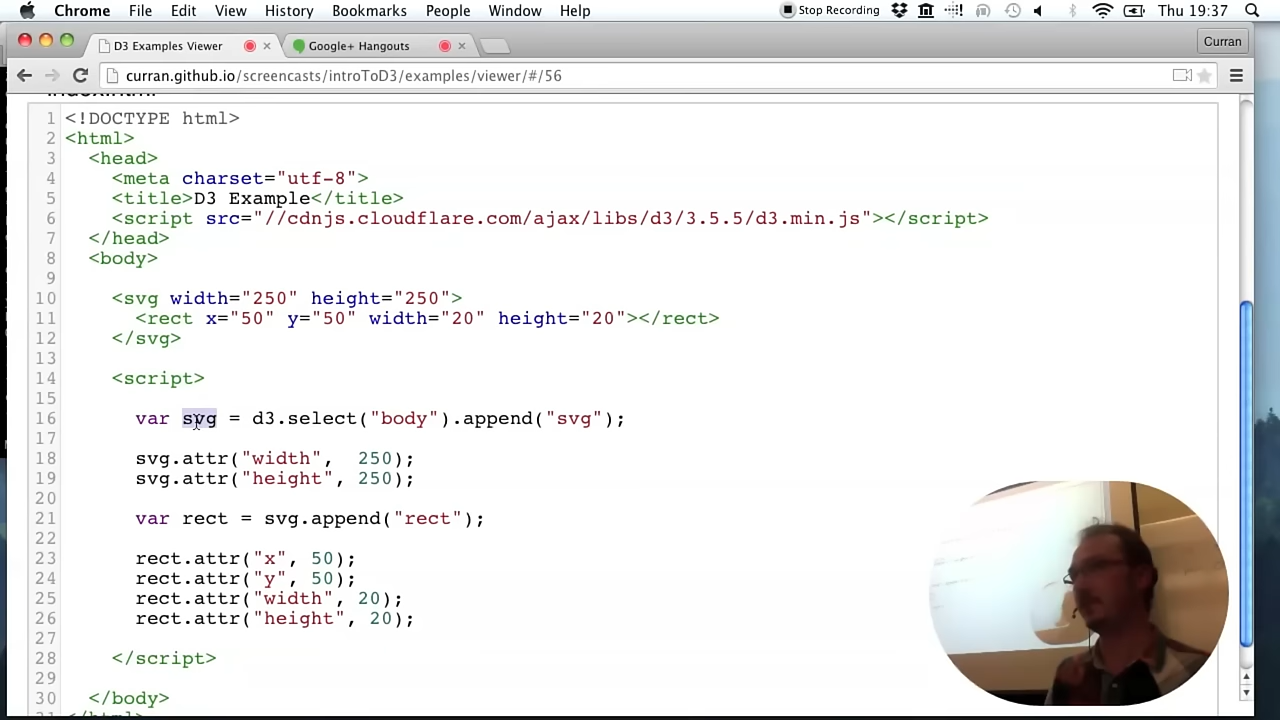 Chrome File Edit View History Bookmarks People Window Help Stop Recording Thu 19:37
D3 Examples Viewer × Google+ Hangouts × Curran
curran.github.io/screencasts/introToD3/examples/viewer/#/56
index.html
1 <!DOCTYPE html>
2 <html>
3 <head>
4 <meta charset="utf-8">
5 <title>D3 Example</title>
6 <script src="//cdnjs.cloudflare.com/ajax/libs/d3/3.5.5/d3.min.js"></script>
7 </head>
8 <body>
9
10 <svg width="250" height="250">
11 <rect x="50" y="50" width="20" height="20"></rect>
12 </svg>
13
14 <script>
15
16 var svg = d3.select("body").append("svg");
17
18 svg.attr("width",  250);
19 svg.attr("height", 250);
20
21 var rect = svg.append("rect");
22
23 rect.attr("x", 50);
24 rect.attr("y", 50);
25 rect.attr("width", 20);
26 rect.attr("height", 20);
27
28 </script>
29
30 </body>
31 </html>